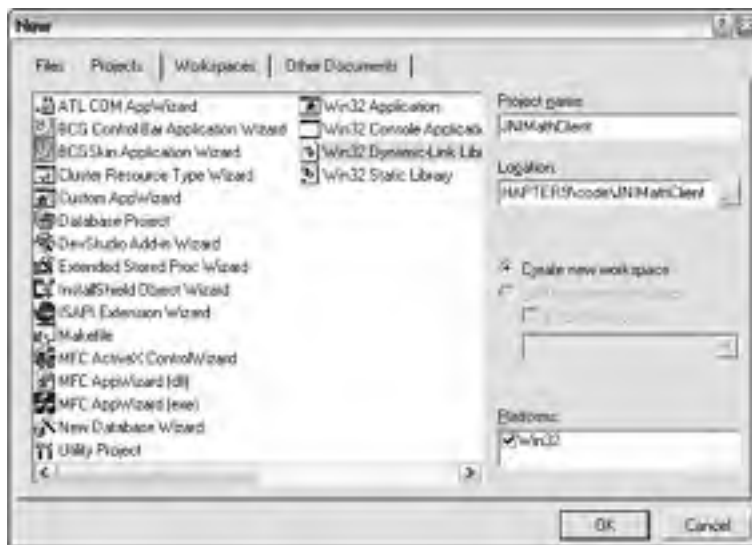 New
Files Projects Workspaces Other Documents
ATL COM AppWizard
BCG Control Bar Application Wizard
BCGSkin Application Wizard
Cluster Resource Type Wizard
Custom AppWizard
Database Project
DevStudio Add-in Wizard
Extended Stored Proc Wizard
InstallShield Object Wizard
ISAPI Extension Wizard
Makefile
MFC ActiveX ControlWizard
MFC AppWizard (dll)
MFC AppWizard (exe)
New Database Wizard
Utility Project
Win32 Application
Win32 Console Applicati
Win32 Dynamic-Link Lib
Win32 Static Library
Project name
JNIMathClient
Location
HAPTER9\code\JNIMathClient
...
Create new workspace
Platforms:
Win32
OK Cancel